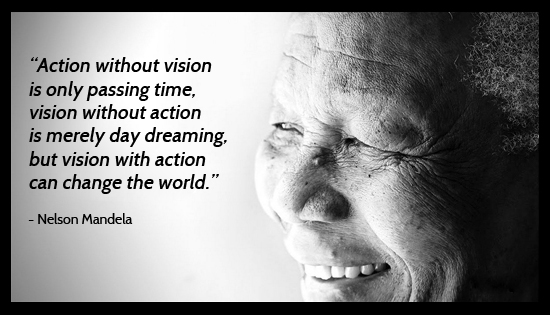 “Action without vision
is only passing time,
vision without action
is merely day dreaming,
but vision with action
can change the world.”
- Nelson Mandela